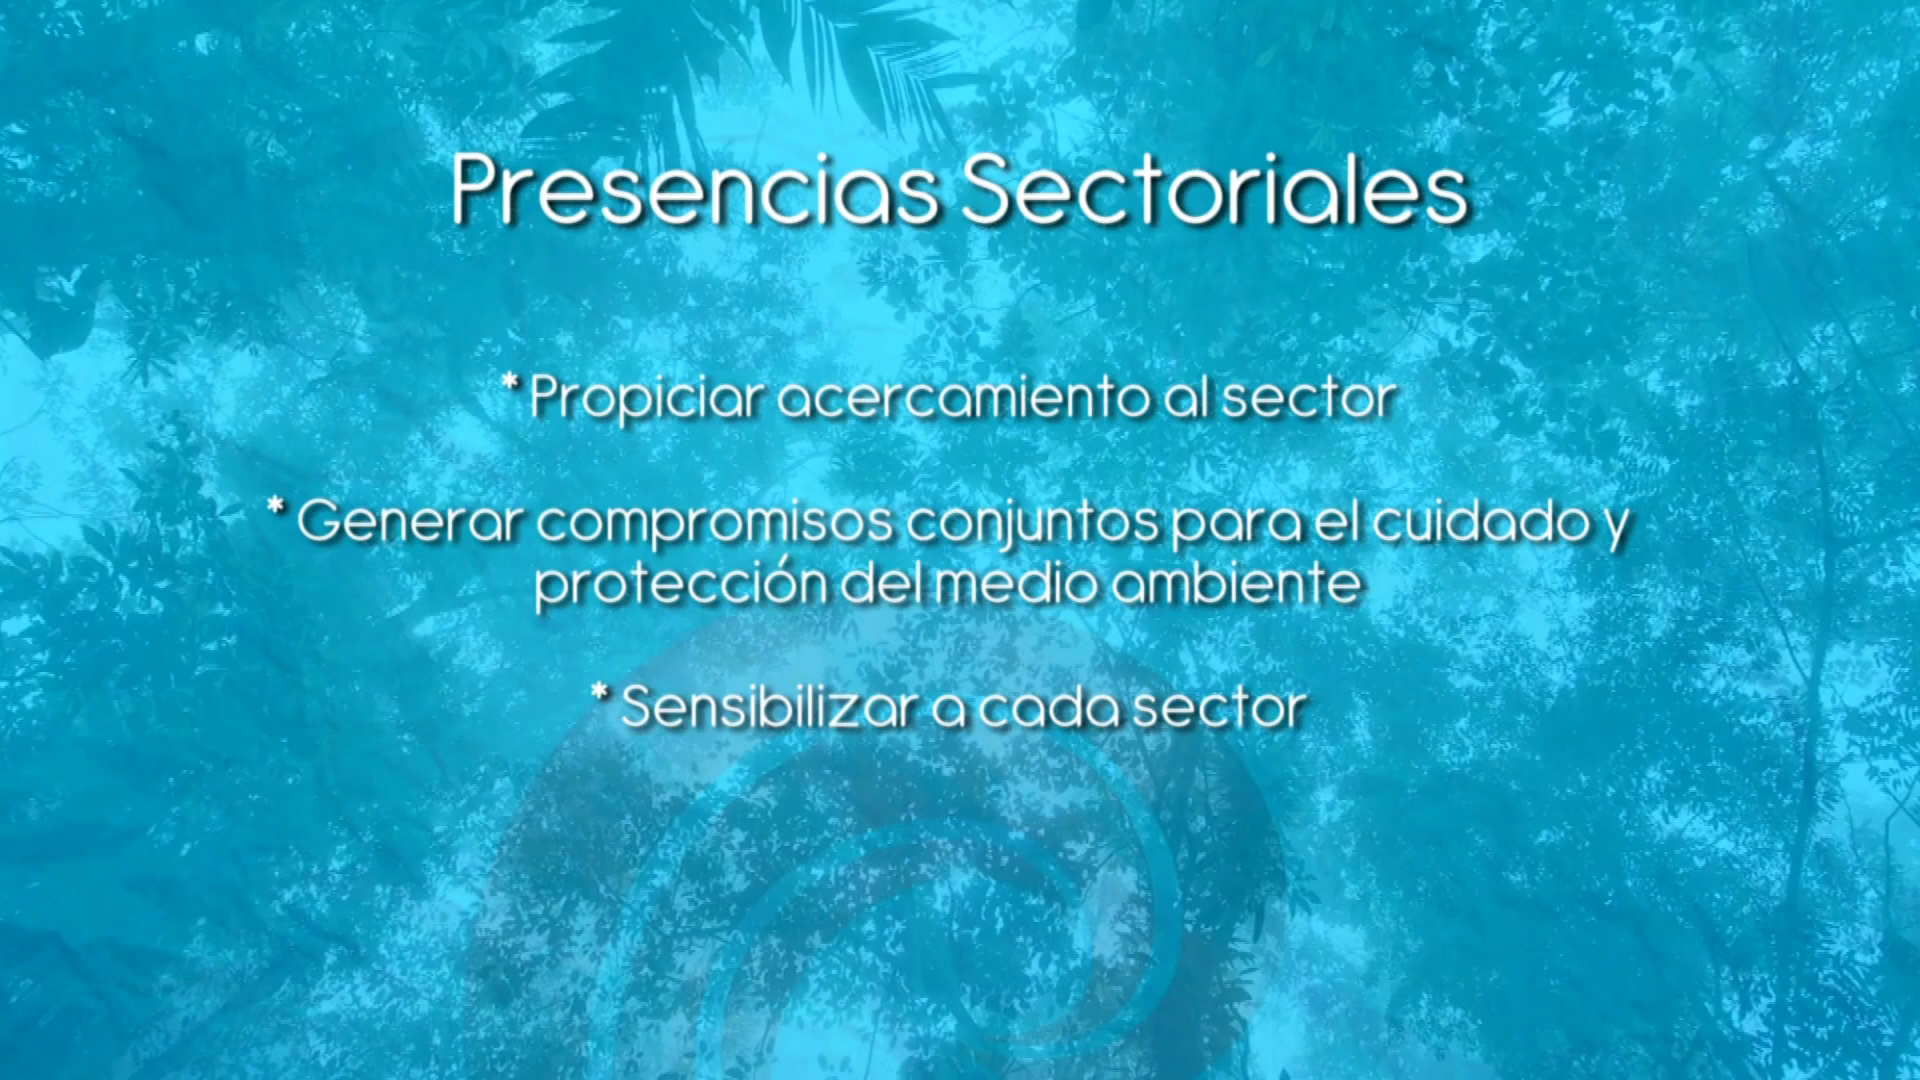 Presencias Sectoriales
* Propiciar acercamiento al sector
* Generar compromisos conjuntos para el cuidado y
protección del medio ambiente
* Sensibilizar a cada sector